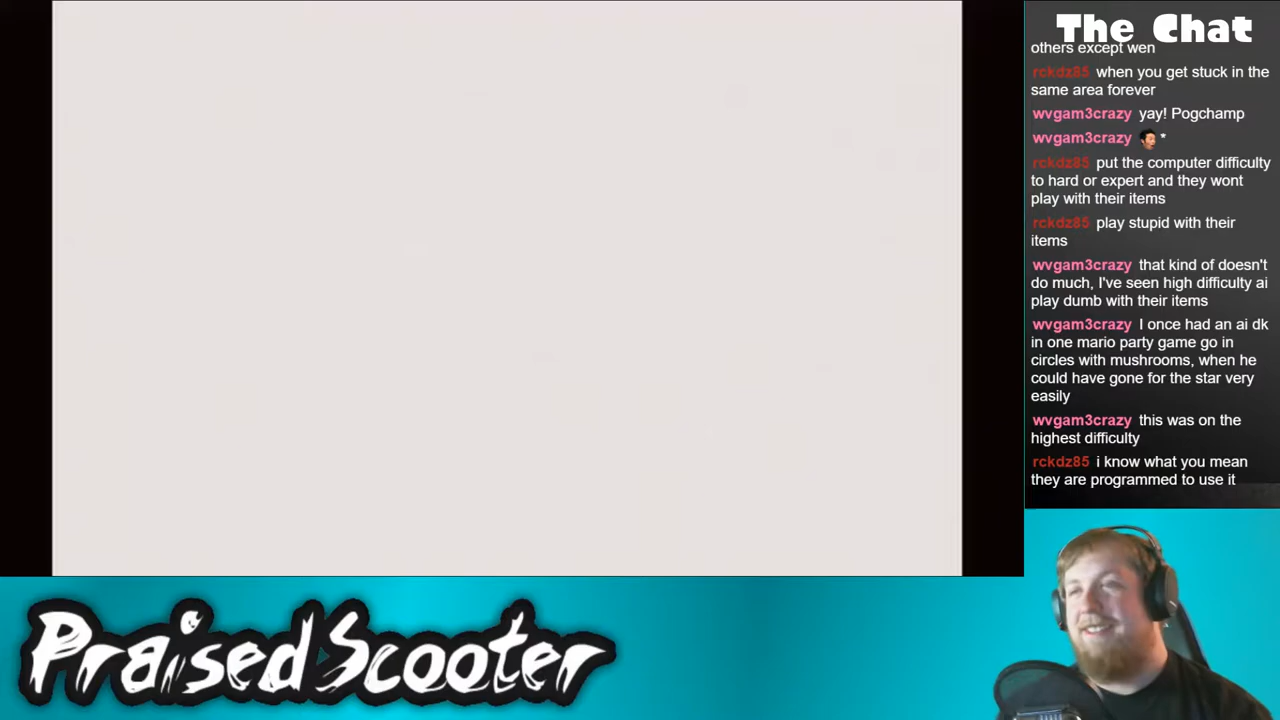 The Chat
others except wen
rckdz85 when you get stuck in the
same area forever
wvgam3crazy yay! Pogchamp
wvgam3crazy *
rckdz85 put the computer difficulty
to hard or expert and they wont
play with their items
rckdz85 play stupid with their
items
wvgam3crazy that kind of doesn't
do much, I've seen high difficulty ai
play dumb with their items
wvgam3crazy I once had an ai dk
in one mario party game go in
circles with mushrooms, when he
could have gone for the star very
easily
wvgam3crazy this was on the
highest difficulty
rckdz85 i know what you mean
they are programmed to use it
Praised Scooter